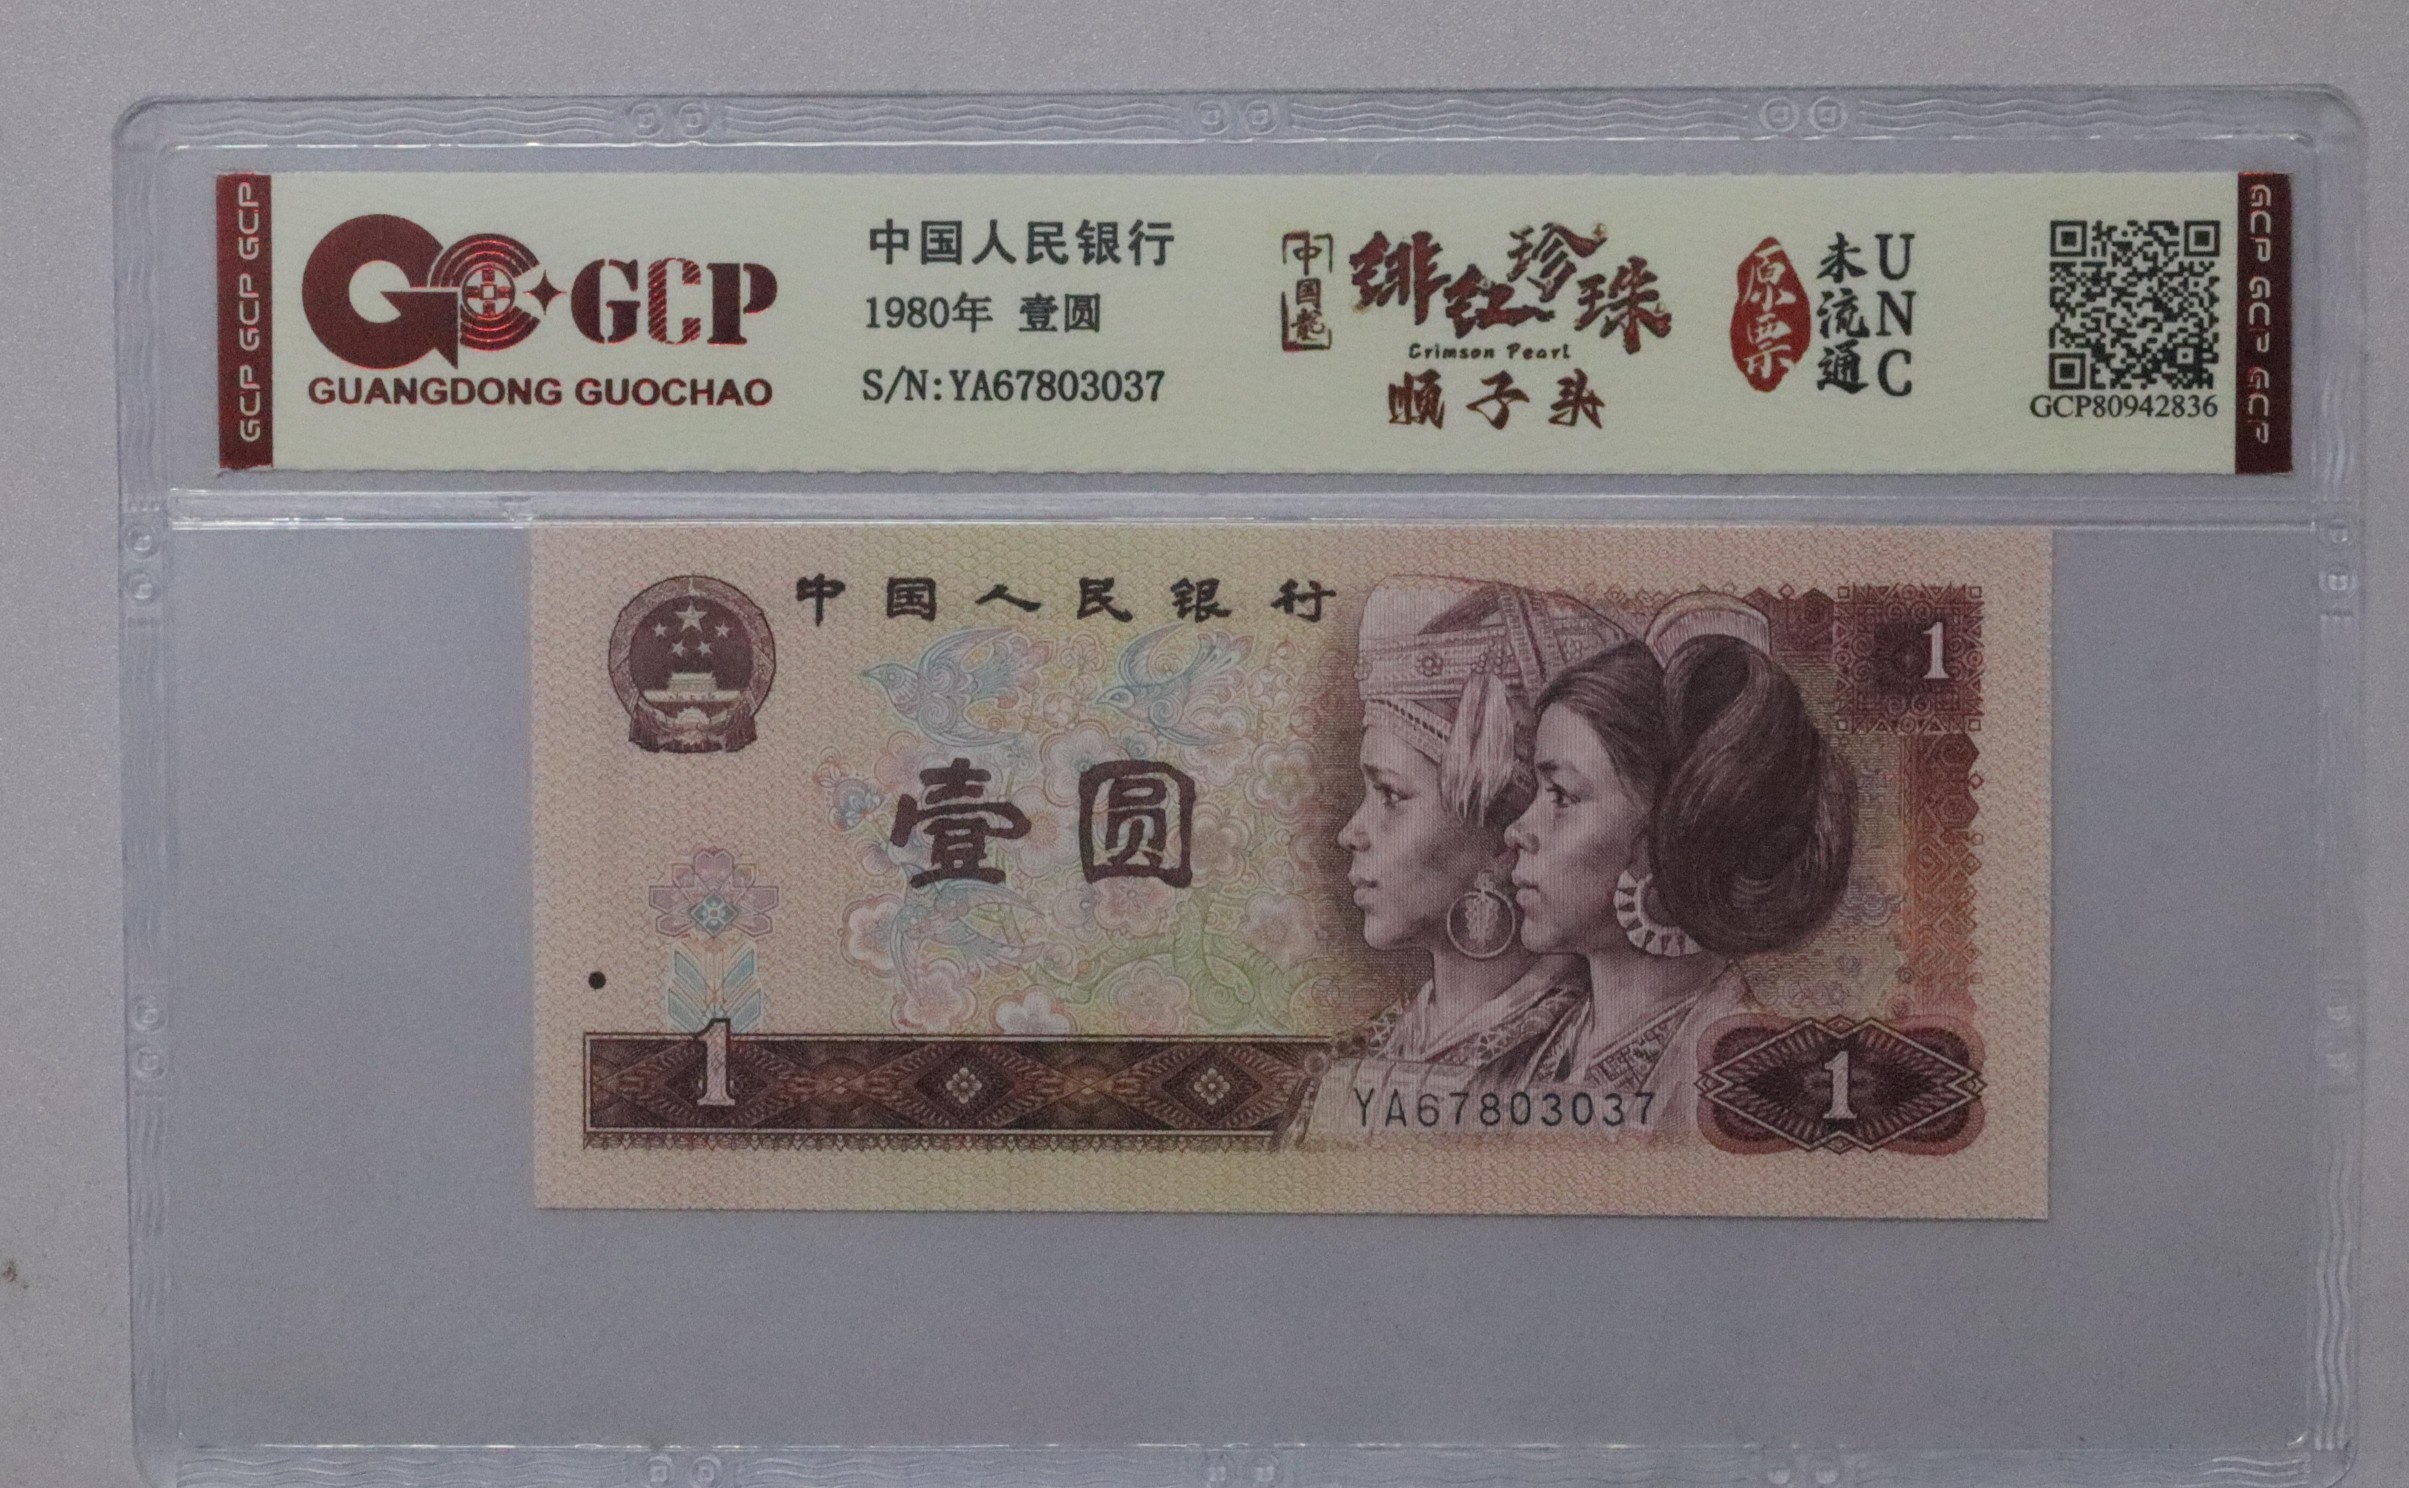 GCP GCP GCP
GCP
GUANGDONG GUOCHAO
中国人民银行
1980年 壹圆
S/N:YA67803037
中国龍
绯红珍珠
Crimson Pearl
顺子头
原票
未流通
UNC
GCP80942836
GCP GCP GCP
中国人民银行
1
壹圆
1
YA67803037
1